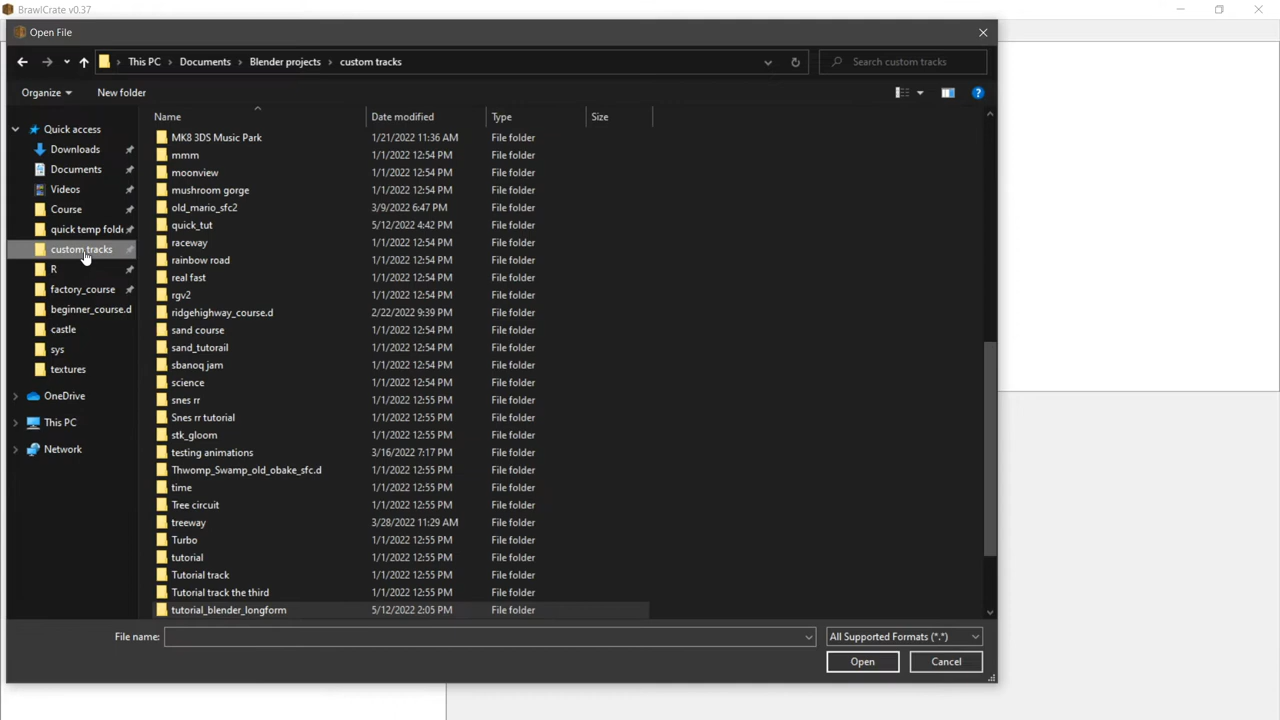 BrawlCrate v0.37
Open File
This PC > Documents > Blender projects > custom tracks
Search custom tracks
Organize
New folder
Name
Date modified
Type
Size
Quick access
Downloads
Documents
Videos
Course
quick temp folde
custom tracks
R
factory_course
beginner_course.d
castle
sys
textures
OneDrive
This PC
Network
MK8 3DS Music Park 1/21/2022 11:36 AM File folder
mmm 1/1/2022 12:54 PM File folder
moonview 1/1/2022 12:54 PM File folder
mushroom gorge 1/1/2022 12:54 PM File folder
old_mario_sfc2 3/9/2022 6:47 PM File folder
quick_tut 5/12/2022 4:42 PM File folder
raceway 1/1/2022 12:54 PM File folder
rainbow road 1/1/2022 12:54 PM File folder
real fast 1/1/2022 12:54 PM File folder
rgv2 1/1/2022 12:54 PM File folder
ridgehighway_course.d 2/22/2022 9:39 PM File folder
sand course 1/1/2022 12:54 PM File folder
sand_tutorail 1/1/2022 12:54 PM File folder
sbanoq jam 1/1/2022 12:54 PM File folder
science 1/1/2022 12:54 PM File folder
snes rr 1/1/2022 12:55 PM File folder
Snes rr tutorial 1/1/2022 12:55 PM File folder
stk_gloom 1/1/2022 12:55 PM File folder
testing animations 3/16/2022 7:17 PM File folder
Thwomp_Swamp_old_obake_sfc.d 1/1/2022 12:55 PM File folder
time 1/1/2022 12:55 PM File folder
Tree circuit 1/1/2022 12:55 PM File folder
treeway 3/28/2022 11:29 AM File folder
Turbo 1/1/2022 12:55 PM File folder
tutorial 1/1/2022 12:55 PM File folder
Tutorial track 1/1/2022 12:55 PM File folder
Tutorial track the third 1/1/2022 12:55 PM File folder
tutorial_blender_longform 5/12/2022 2:05 PM File folder
File name:
All Supported Formats (*.*)
Open
Cancel